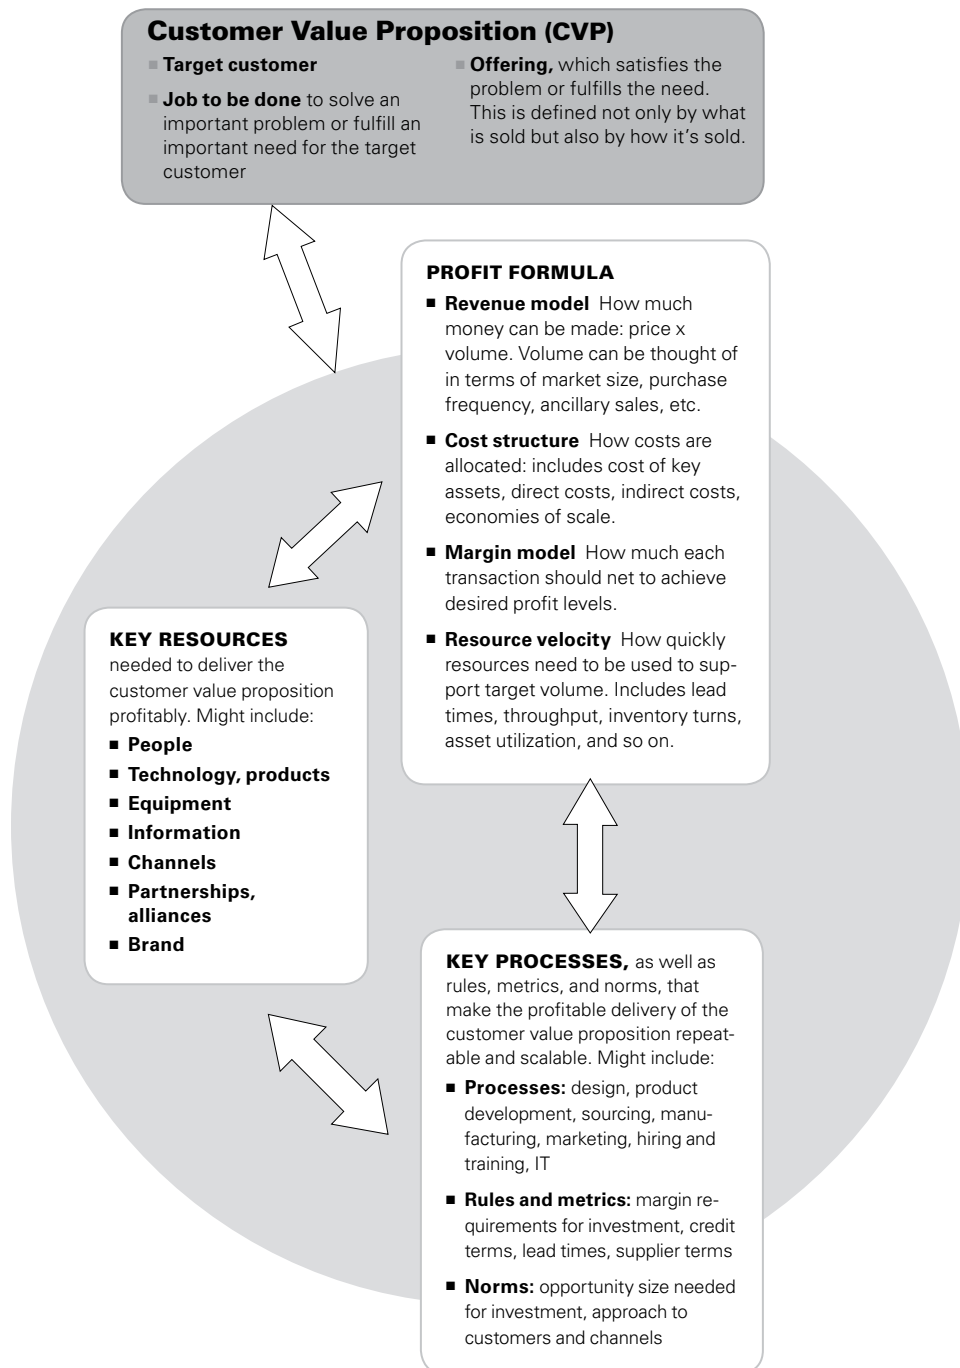 Customer Value Proposition (CVP)
Target customer
Job to be done to solve an
important problem or fulfill an
important need for the target
customer
Offering, which satisfies the
problem or fulfills the need.
This is defined not only by what
is sold but also by how it's sold.
PROFIT FORMULA
Revenue model How much
money can be made: price x
volume. Volume can be thought of
in terms of market size, purchase
frequency, ancillary sales, etc.
Cost structure How costs are
allocated: includes cost of key
assets, direct costs, indirect costs,
economies of scale.
Margin model How much each
transaction should net to achieve
desired profit levels.
Resource velocity How quickly
resources need to be used to sup-
port target volume. Includes lead
times, throughput, inventory turns,
asset utilization, and so on.
KEY RESOURCES
needed to deliver the
customer value proposition
profitably. Might include:
People
Technology, products
Equipment
Information
Channels
Partnerships,
alliances
Brand
KEY PROCESSES, as well as
rules, metrics, and norms, that
make the profitable delivery of the
customer value proposition repeat-
able and scalable. Might include:
Processes: design, product
development, sourcing, manu-
facturing, marketing, hiring and
training, IT
Rules and metrics: margin re-
quirements for investment, credit
terms, lead times, supplier terms
Norms: opportunity size needed
for investment, approach to
customers and channels